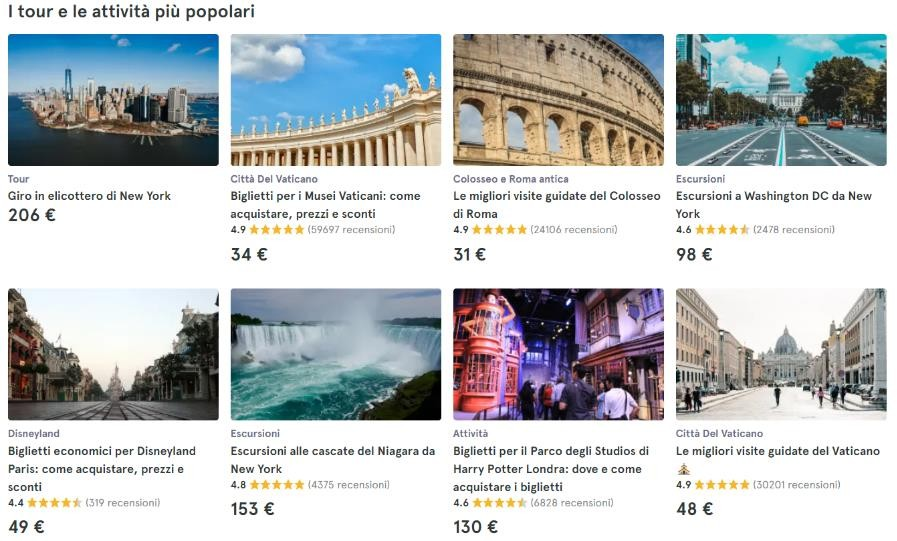 I tour e le attività più popolari
Tour
Giro in elicottero di New York
206 €
Città Del Vaticano
Biglietti per i Musei Vaticani: come
acquistare, prezzi e sconti
4.9 (59697 recensioni)
34 €
Colosseo e Roma antica
Le migliori visite guidate del Colosseo
di Roma
4.9 (24106 recensioni)
31 €
Escursioni
Escursioni a Washington DC da New
York
4.6 (2478 recensioni)
98 €
Disneyland
Biglietti economici per Disneyland
Paris: come acquistare, prezzi e
sconti
4.4 (319 recensioni)
49 €
Escursioni
Escursioni alle cascate del Niagara da
New York
4.8 (4375 recensioni)
153 €
Attività
Biglietti per il Parco degli Studios di
Harry Potter Londra: dove e come
acquistare i biglietti
4.6 (6828 recensioni)
130 €
Città Del Vaticano
Le migliori visite guidate del Vaticano
4.9 (30201 recensioni)
48 €